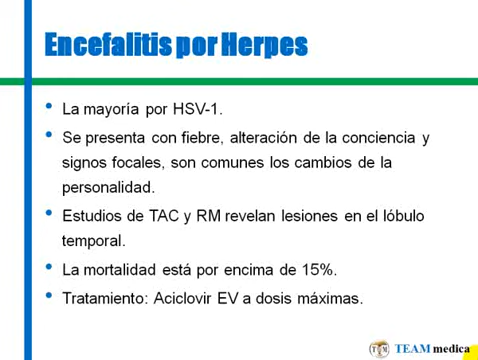 Encefalitis por Herpes
• La mayoría por HSV-1.
• Se presenta con fiebre, alteración de la conciencia y
signos focales, son comunes los cambios de la
personalidad.
• Estudios de TAC y RM revelan lesiones en el lóbulo
temporal.
• La mortalidad está por encima de 15%.
• Tratamiento: Aciclovir EV a dosis máximas.
TEAM medica